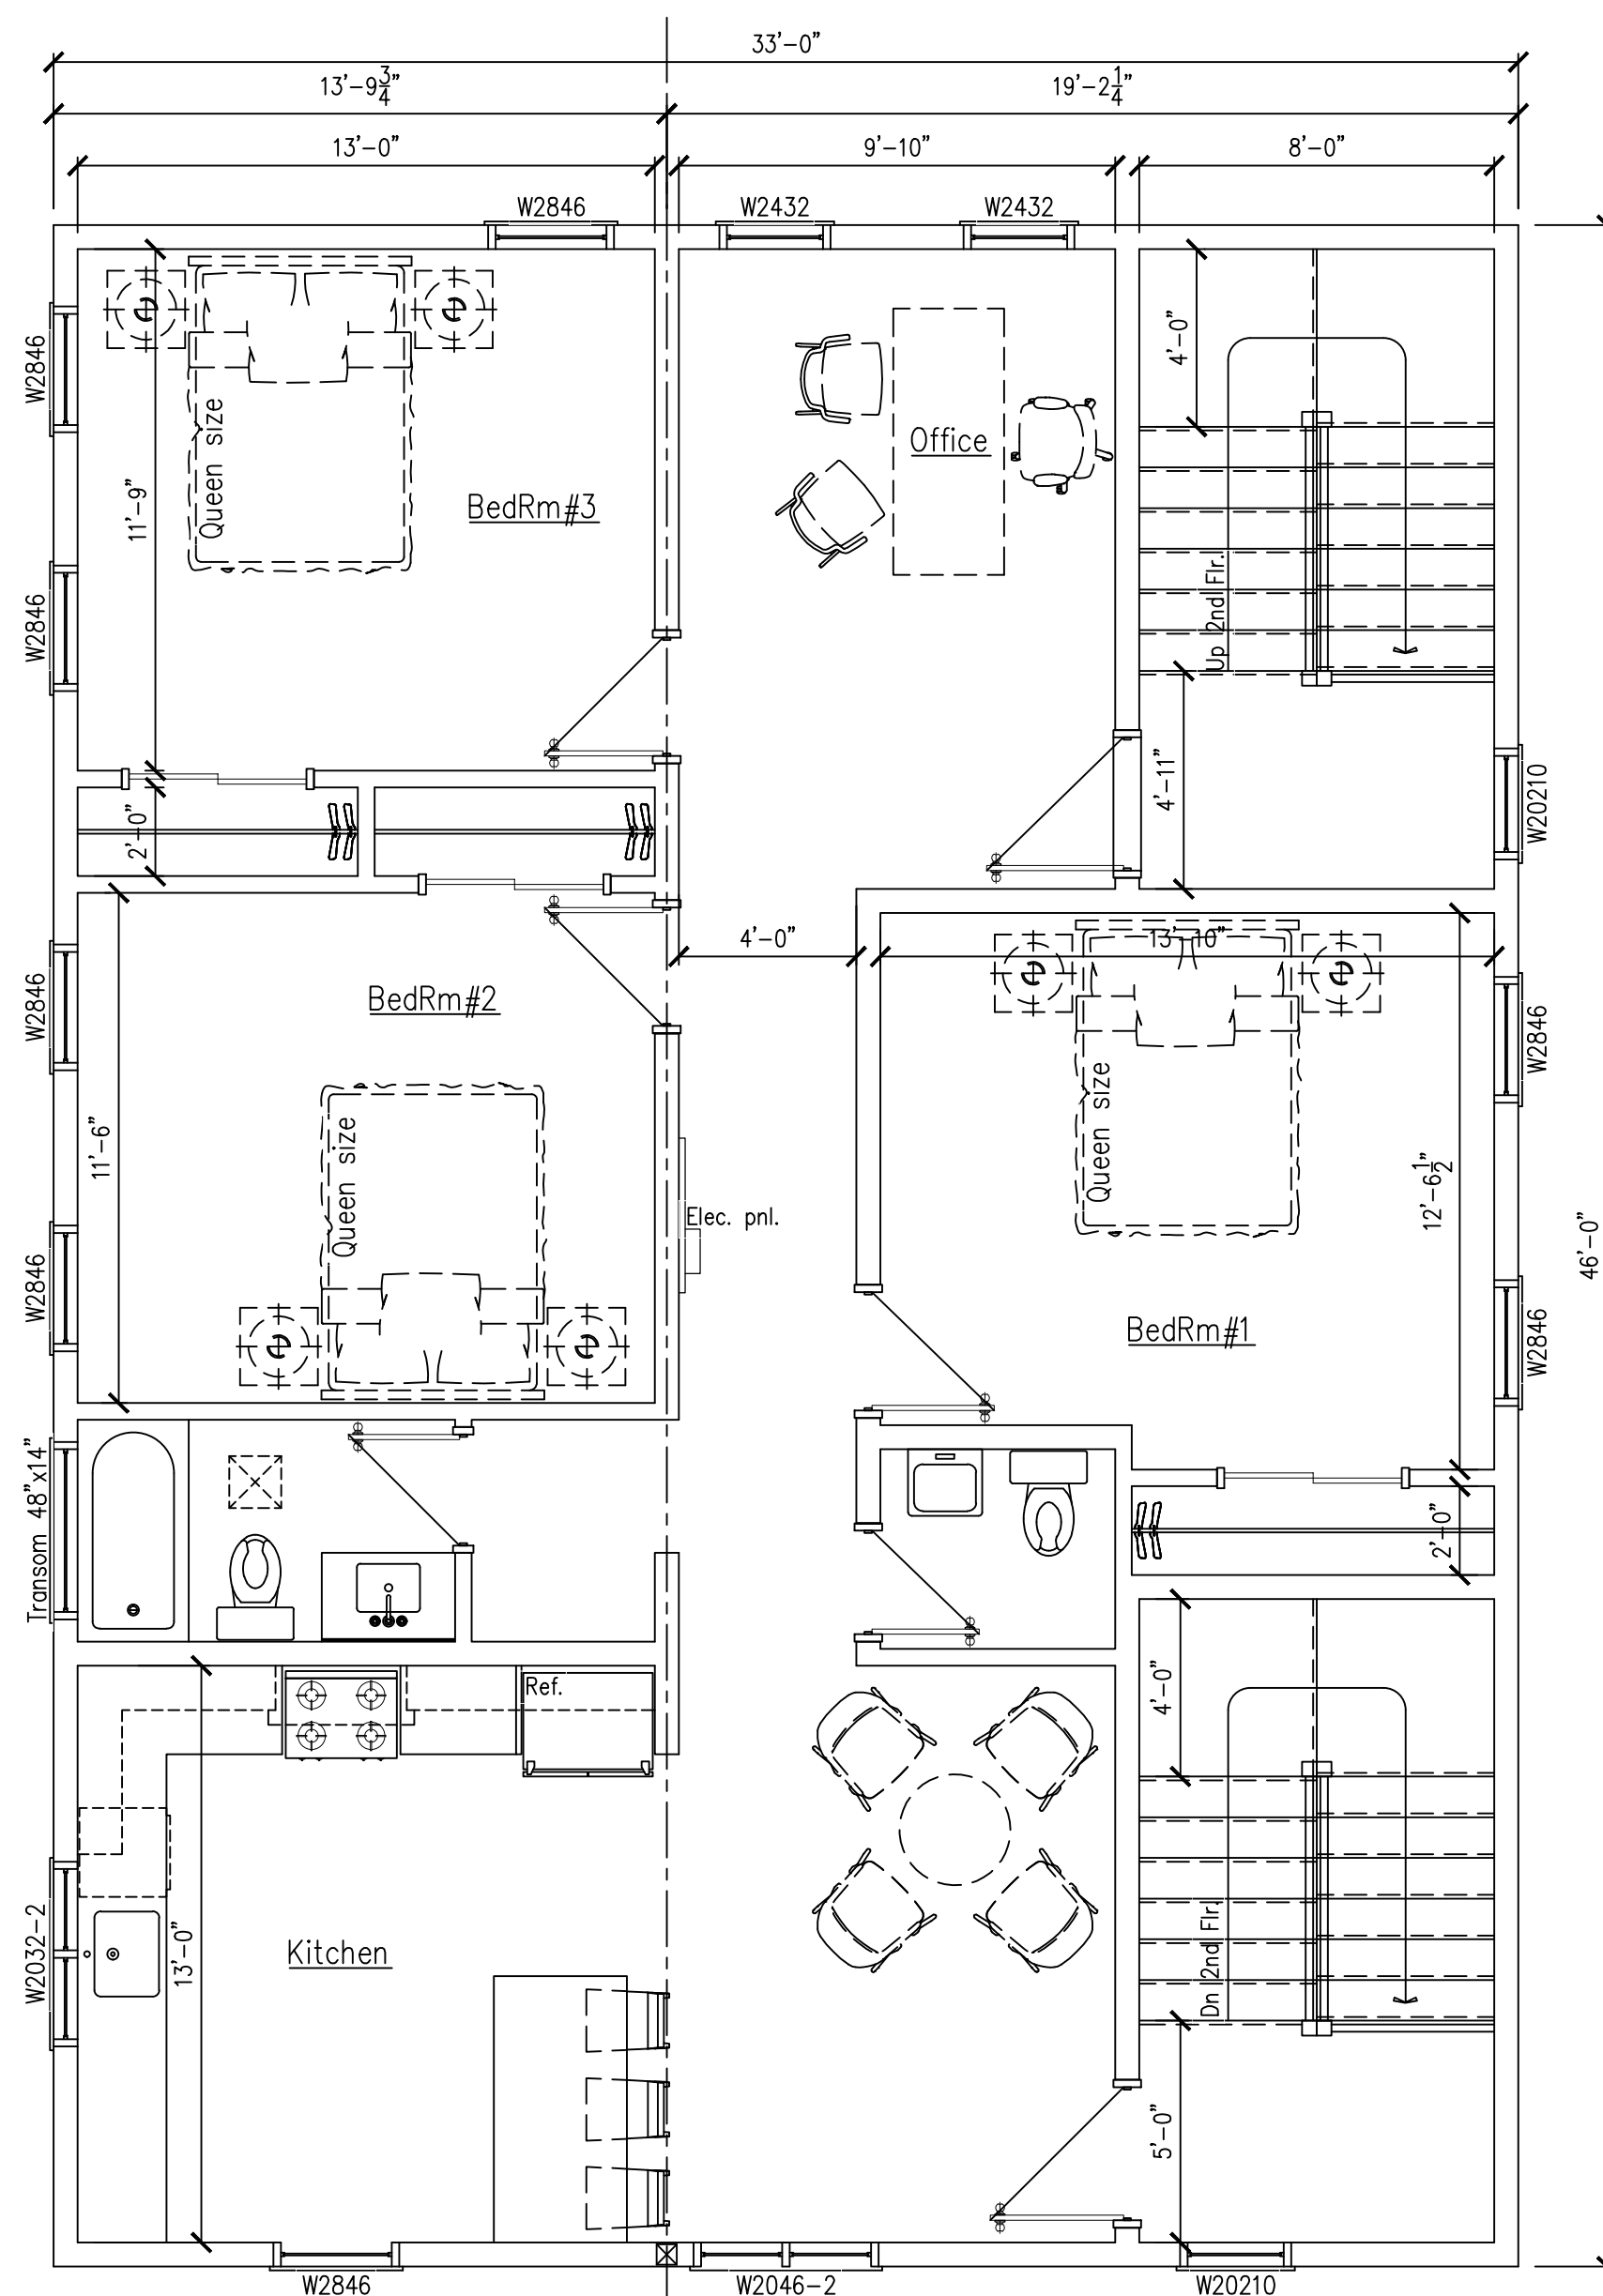 33'-0"
13'-9 3/4"
19'-2 1/4"
13'-0"
9'-10"
8'-0"
W2846
W2432
W2432
W2846
4'-0"
Office
Queen size
BedRm#3
11'-9"
Up 2nd Flr.
W2846
4'-11"
W20210
2'-0"
4'-0"
13'-10"
BedRm#2
W2846
W2846
Queen size
11'-6"
Queen size
12'-6 1/2"
Elec. pnl.
46'-0"
W2846
BedRm#1
W2846
Transom 48"x14"
2'-0"
Ref.
4'-0"
W2032-2
13'-0"
Kitchen
Dn 2nd Flr.
5'-0"
W2846
W2046-2
W20210